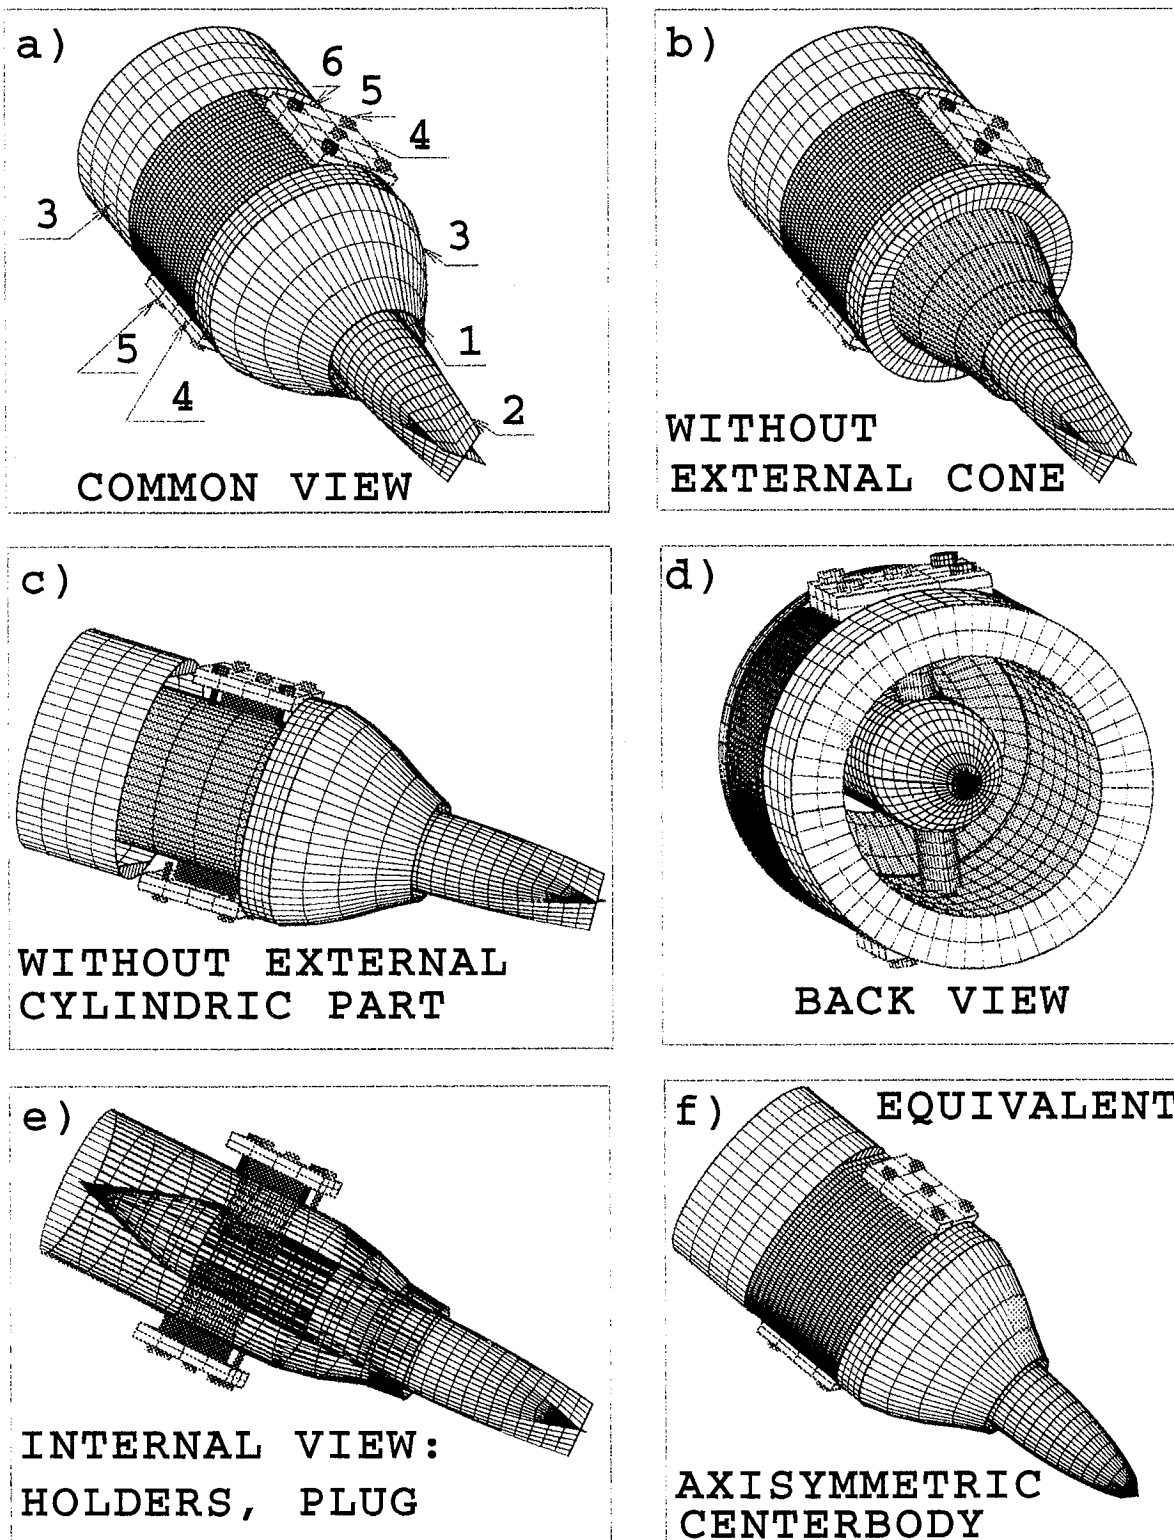 a)
6
5
4
3
3
1
5
4
2
COMMON VIEW
b)
WITHOUT
EXTERNAL CONE
c)
WITHOUT EXTERNAL
CYLINDRIC PART
d)
BACK VIEW
e)
INTERNAL VIEW:
HOLDERS, PLUG
f)
EQUIVALENT
AXISYMMETRIC
CENTERBODY